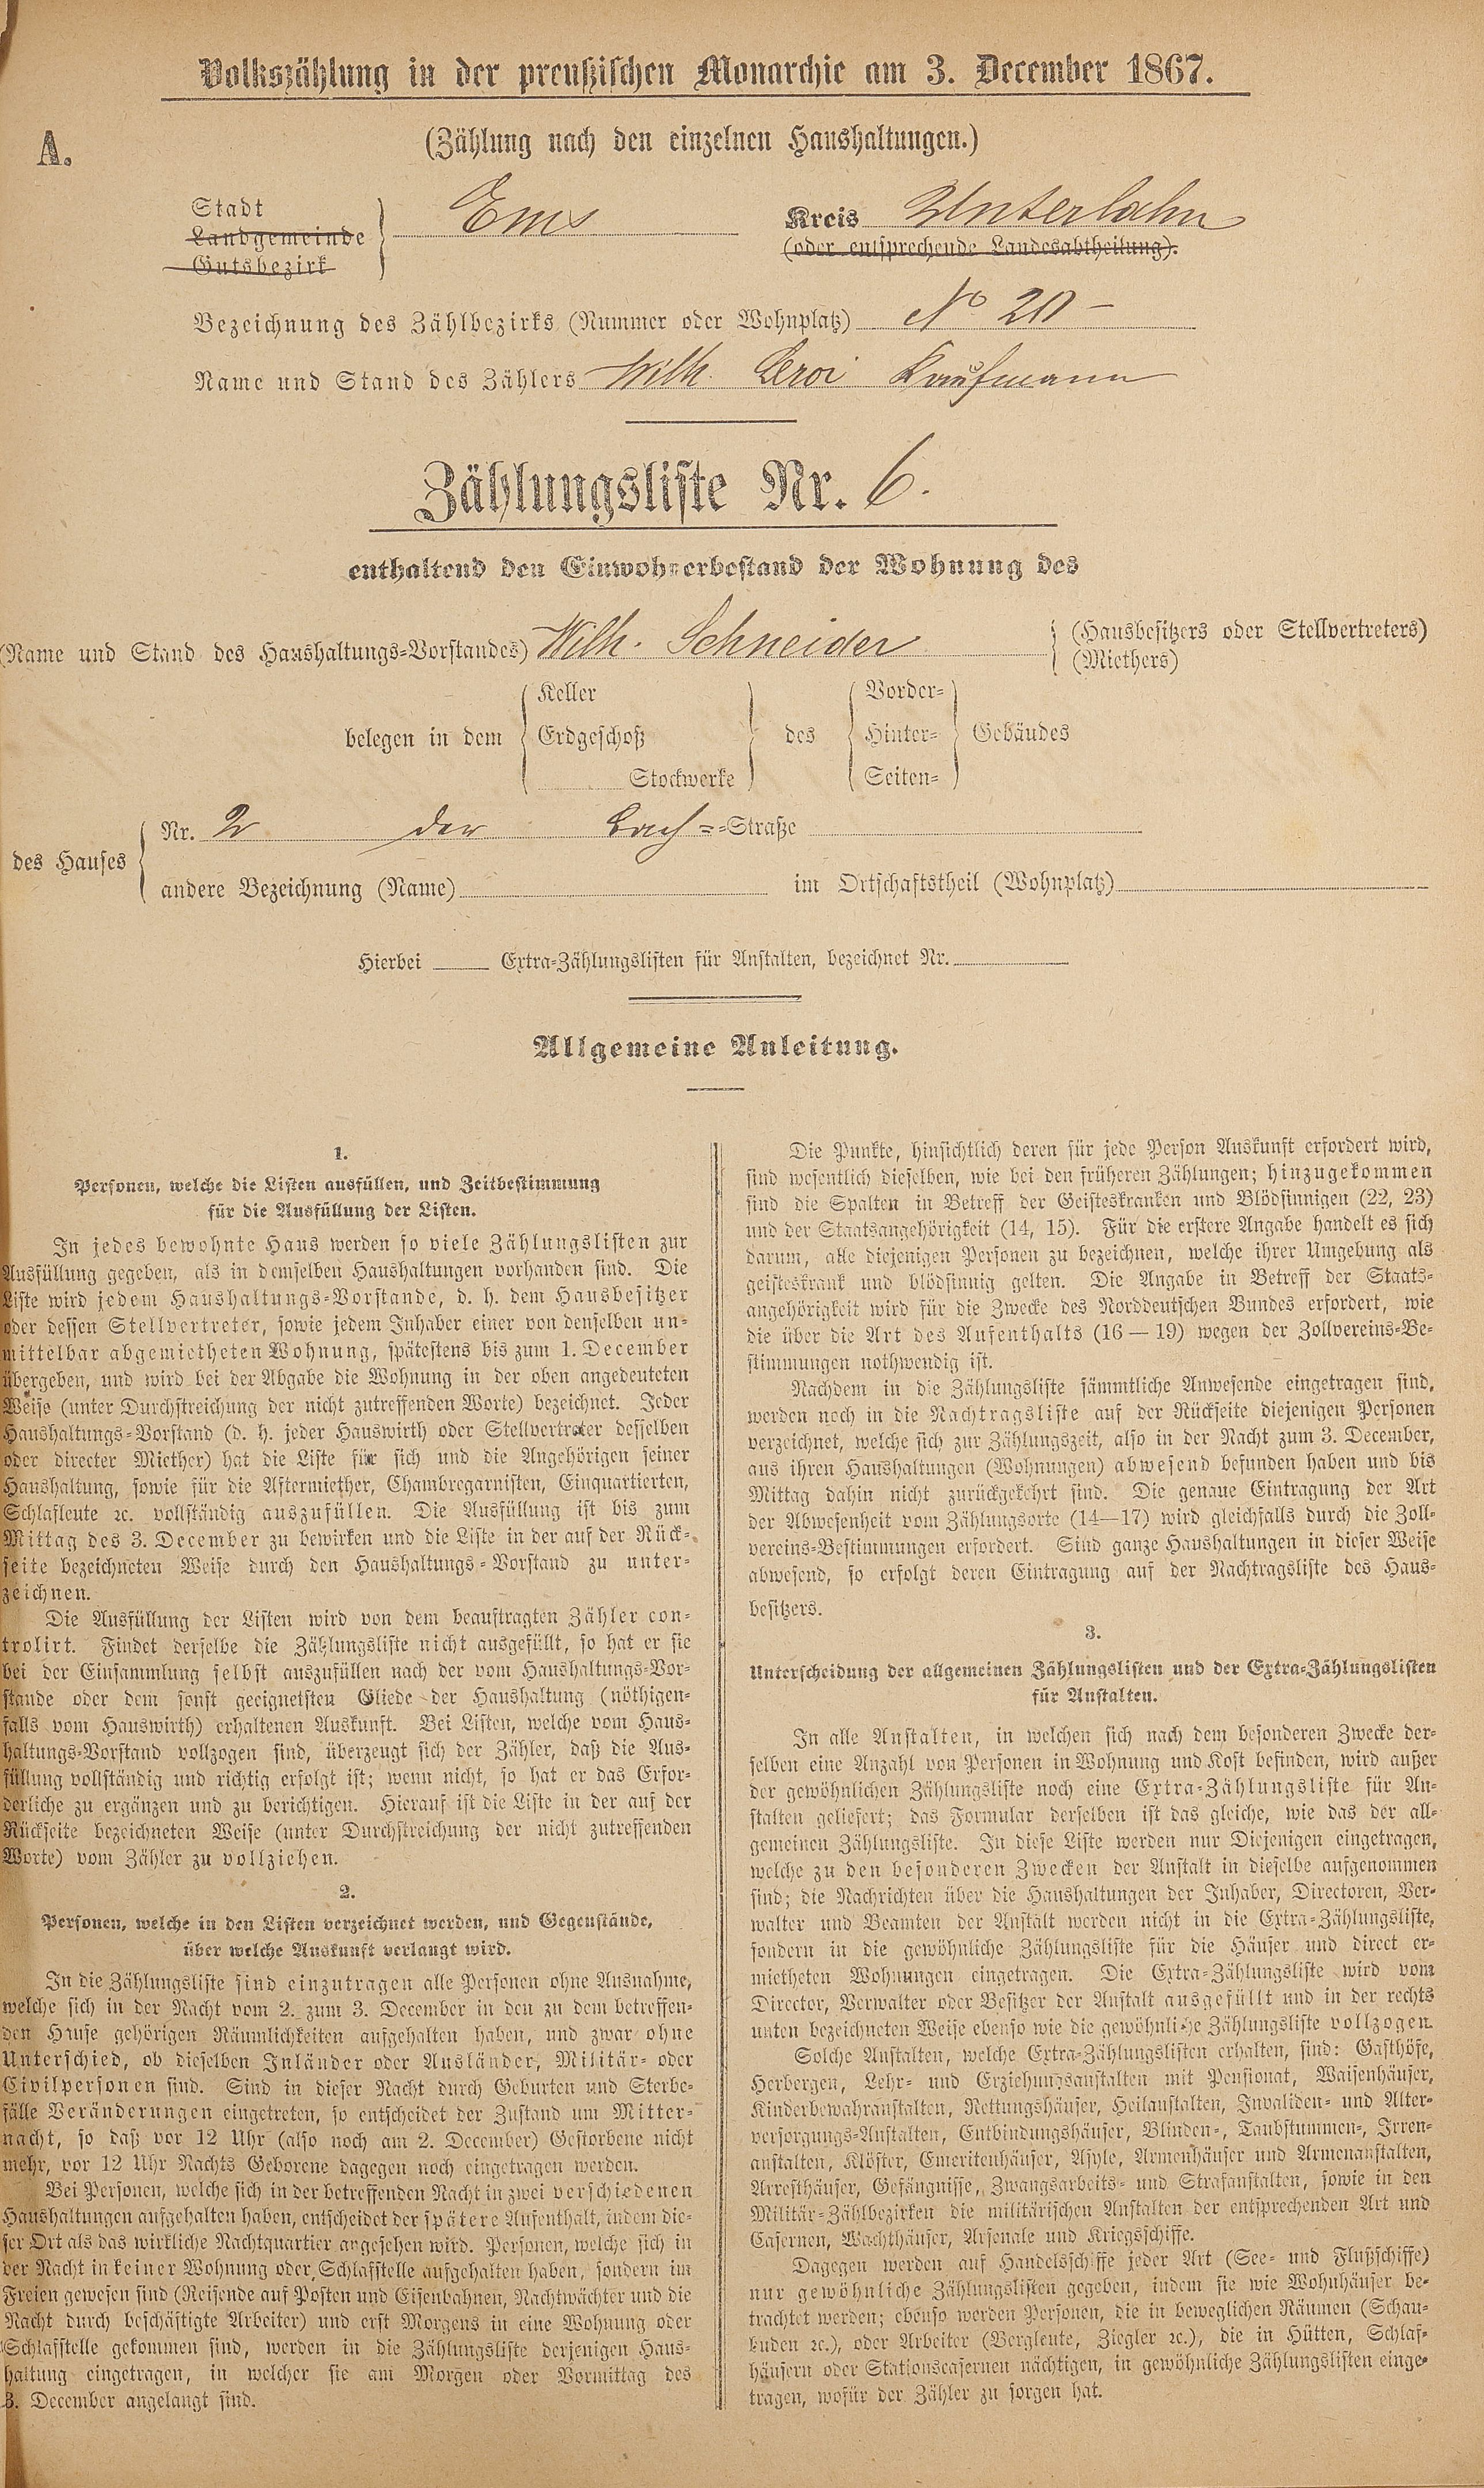 Volkszählung in der preußischen Monarchie am 3. December 1867.
A.
(Zählung nach den einzelnen Haushaltungen.)
Stadt
Landgemeinde
Gutsbezirk
Ems
Kreis Unterlahn
(oder entsprechende Landesabtheilung).
Bezeichnung des Zählbezirks (Nummer oder Wohnplatz) No 20 –
Name und Stand des Zählers Wilh. Leroi Kaufmann
Zählungsliste Nr. 6.
enthaltend den Einwohnerbestand der Wohnung des
(Name und Stand des Haushaltungs-Vorstandes) Wilh. Schneider
(Hausbesitzers oder Stellvertreters)
(Miethers)
belegen in dem
Keller
Erdgeschoß
Stockwerke
des
Vorder-
Hinter-
Seiten-
Gebäudes
des Hauses
Nr. 2 der Bach=-Straße
andere Bezeichnung (Name) im Ortschaftstheil (Wohnplatz)
Hierbei Extra-Zählungslisten für Anstalten, bezeichnet Nr.
Allgemeine Anleitung.
1.
Personen, welche die Listen ausfüllen, und Zeitbestimmung
für die Ausfüllung der Listen.
In jedes bewohnte Haus werden so viele Zählungslisten zur
Ausfüllung gegeben, als in demselben Haushaltungen vorhanden sind. Die
Liste wird jedem Haushaltungs-Vorstande, d. h. dem Hausbesitzer
oder dessen Stellvertreter, sowie jedem Inhaber einer von denselben un-
mittelbar abgemietheten Wohnung, spätestens bis zum 1. December
übergeben, und wird bei der Abgabe die Wohnung in der oben angedeuteten
Weise (unter Durchstreichung der nicht zutreffenden Worte) bezeichnet. Jeder
Haushaltungs-Vorstand (d. h. jeder Hauswirth oder Stellvertreter desselben
oder directer Miether) hat die Liste für sich und die Angehörigen seiner
Haushaltung, sowie für die Aftermiether, Chambregarnisten, Einquartierten,
Schlafleute ꝛc. vollständig auszufüllen. Die Ausfüllung ist bis zum
Mittag des 3. December zu bewirken und die Liste in der auf der Rück-
seite bezeichneten Weise durch den Haushaltungs-Vorstand zu unter-
zeichnen.
Die Ausfüllung der Listen wird von dem beauftragten Zähler con-
trolirt. Findet derselbe die Zählungsliste nicht ausgefüllt, so hat er sie
bei der Einsammlung selbst auszufüllen nach der vom Haushaltungs-Vor-
stande oder dem sonst geeignetsten Gliede der Haushaltung (nöthigen-
falls vom Hauswirth) erhaltenen Auskunft. Bei Listen, welche vom Haus-
haltungs-Vorstand vollzogen sind, überzeugt sich der Zähler, daß die Aus-
füllung vollständig und richtig erfolgt ist; wenn nicht, so hat er das Erfor-
derliche zu ergänzen und zu berichtigen. Hierauf ist die Liste in der auf der
Rückseite bezeichneten Weise (unter Durchstreichung der nicht zutreffenden
Worte) vom Zähler zu vollziehen.
2.
Personen, welche in den Listen verzeichnet werden, und Gegenstände,
über welche Auskunft verlangt wird.
In die Zählungsliste sind einzutragen alle Personen ohne Ausnahme,
welche sich in der Nacht vom 2. zum 3. December in den zu dem betreffen-
den Hause gehörigen Räumlichkeiten aufgehalten haben, und zwar ohne
Unterschied, ob dieselben Inländer oder Ausländer, Militär- oder
Civilpersonen sind. Sind in dieser Nacht durch Geburten und Sterbe-
fälle Veränderungen eingetreten, so entscheidet der Zustand um Mitter-
nacht, so daß vor 12 Uhr (also noch am 2. December) Gestorbene nicht
mehr, vor 12 Uhr Nachts Geborene dagegen noch eingetragen werden.
Bei Personen, welche sich in der betreffenden Nacht in zwei verschiedenen
Haushaltungen aufgehalten haben, entscheidet der spätere Aufenthalt, indem die-
ser Ort als das wirkliche Nachtquartier angesehen wird. Personen, welche sich in
der Nacht in keiner Wohnung oder Schlafstelle aufgehalten haben, sondern im
Freien gewesen sind (Reisende auf Posten und Eisenbahnen, Nachtwächter und die
Nacht durch beschäftigte Arbeiter) und erst Morgens in eine Wohnung oder
Schlafstelle gekommen sind, werden in die Zählungsliste derjenigen Haus-
haltung eingetragen, in welcher sie am Morgen oder Vormittag des
3. December angelangt sind.
Die Punkte, hinsichtlich deren für jede Person Auskunft erfordert wird,
sind wesentlich dieselben, wie bei den früheren Zählungen; hinzugekommen
sind die Spalten in Betreff der Geisteskranken und Blödsinnigen (22, 23)
und der Staatsangehörigkeit (14, 15). Für die erstere Angabe handelt es sich
darum, alle diejenigen Personen zu bezeichnen, welche ihrer Umgebung als
geisteskrank und blödsinnig gelten. Die Angabe in Betreff der Staats-
angehörigkeit wird für die Zwecke des Norddeutschen Bundes erfordert, wie
die über die Art des Aufenthalts (16—19) wegen der Zollvereins-Be-
stimmungen nothwendig ist.
Nachdem in die Zählungsliste sämmtliche Anwesende eingetragen sind,
werden noch in die Nachtragsliste auf der Rückseite diejenigen Personen
verzeichnet, welche sich zur Zählungszeit, also in der Nacht zum 3. December,
aus ihren Haushaltungen (Wohnungen) abwesend befunden haben und bis
Mittag dahin nicht zurückgekehrt sind. Die genaue Eintragung der Art
der Abwesenheit vom Zählungsorte (14—17) wird gleichfalls durch die Zoll-
vereins-Bestimmungen erfordert. Sind ganze Haushaltungen in dieser Weise
abwesend, so erfolgt deren Eintragung auf der Nachtragsliste des Haus-
besitzers.
3.
Unterscheidung der allgemeinen Zählungslisten und der Extra-Zählungslisten
für Anstalten.
In alle Anstalten, in welchen sich nach dem besonderen Zwecke der-
selben eine Anzahl von Personen in Wohnung und Kost befinden, wird außer
der gewöhnlichen Zählungsliste noch eine Extra-Zählungsliste für An-
stalten geliefert; das Formular derselben ist das gleiche, wie das der all-
gemeinen Zählungsliste. In diese Liste werden nur Diejenigen eingetragen,
welche zu den besonderen Zwecken der Anstalt in dieselbe aufgenommen
sind; die Nachrichten über die Haushaltungen der Inhaber, Directoren, Ver-
walter und Beamten der Anstalt werden nicht in die Extra-Zählungsliste,
sondern in die gewöhnliche Zählungsliste für die Häuser und direct er-
mietheten Wohnungen eingetragen. Die Extra-Zählungsliste wird vom
Director, Verwalter oder Besitzer der Anstalt ausgefüllt und in der rechts
unten bezeichneten Weise ebenso wie die gewöhnliche Zählungsliste vollzogen.
Solche Anstalten, welche Extra-Zählungslisten erhalten, sind: Gasthöfe,
Herbergen, Lehr- und Erziehungsanstalten mit Pensionat, Waisenhäuser,
Kinderbewahranstalten, Rettungshäuser, Heilanstalten, Invaliden- und Alter-
versorgungs-Anstalten, Entbindungshäuser, Blinden-, Taubstummen-, Irren-
anstalten, Klöster, Emeritenhäuser, Asyle, Armenhäuser und Armenanstalten,
Arresthäuser, Gefängnisse, Zwangsarbeits- und Strafanstalten, sowie in den
Militär-Zählbezirken die militärischen Anstalten der entsprechenden Art und
Casernen, Wachthäuser, Arsenale und Kriegsschiffe.
Dagegen werden auf Handelsschiffe jeder Art (See- und Flußschiffe)
nur gewöhnliche Zählungslisten gegeben, indem sie wie Wohnhäuser be-
trachtet werden; ebenso werden Personen, die in beweglichen Räumen (Schau-
buden ꝛc.), oder Arbeiter (Bergleute, Ziegler ꝛc.), die in Hütten, Schlaf-
häusern oder Stationscasernen nächtigen, in gewöhnliche Zählungslisten einge-
tragen, wofür der Zähler zu sorgen hat.